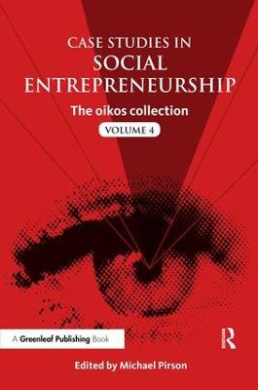 CASE STUDIES IN
SOCIAL
ENTREPRENEURSHIP
The oikos collection
VOLUME 4
A Greenleaf Publishing Book
R
Edited by Michael Pirson